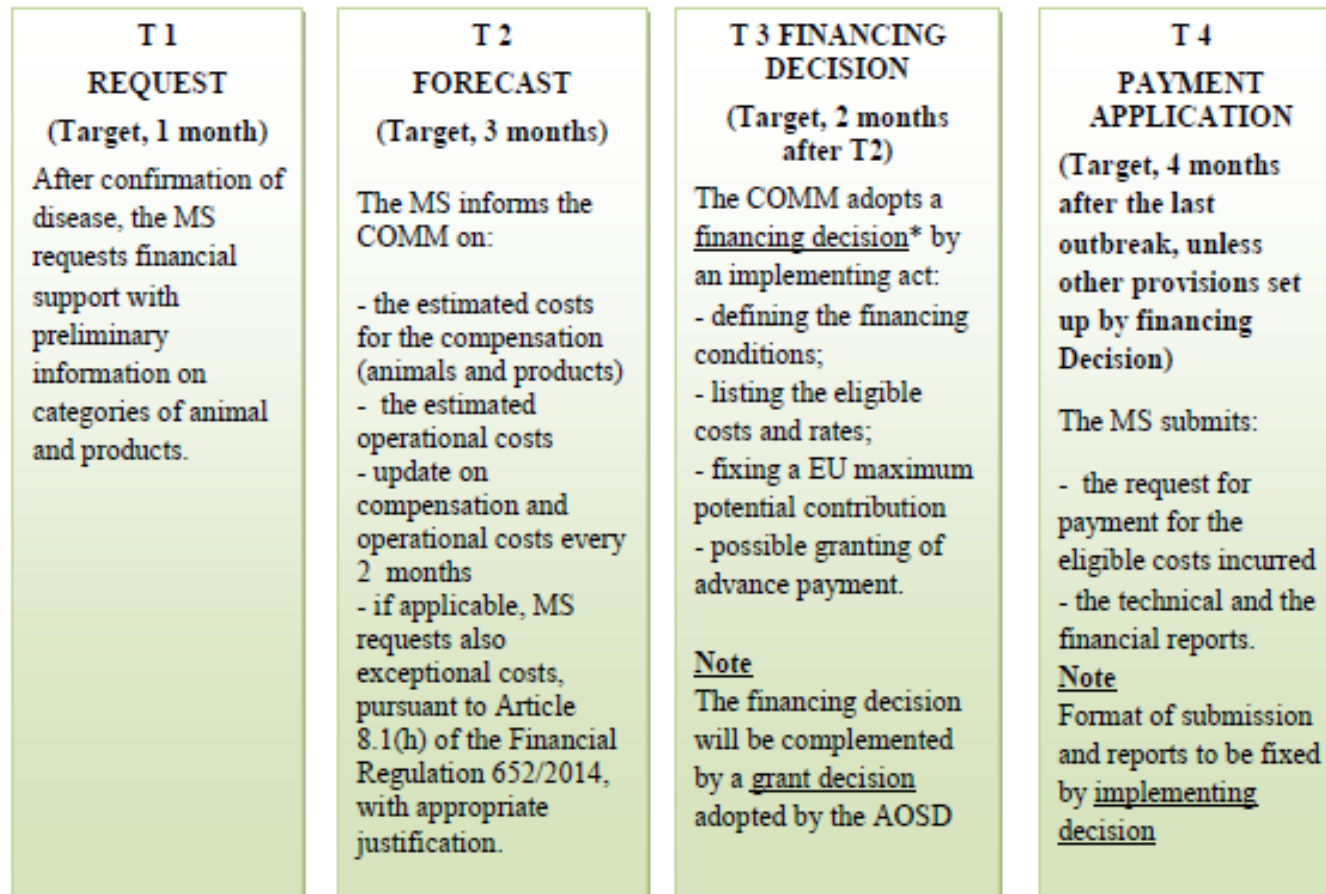 T 1
REQUEST
(Target, 1 month)
After confirmation of
disease, the MS
requests financial
support with
preliminary
information on
categories of animal
and products.
T 2
FORECAST
(Target, 3 months)
The MS informs the
COMM on:
- the estimated costs
for the compensation
(animals and products)
- the estimated
operational costs
- update on
compensation and
operational costs every
2 months
- if applicable, MS
requests also
exceptional costs,
pursuant to Article
8.1(h) of the Financial
Regulation 652/2014,
with appropriate
justification.
T 3 FINANCING
DECISION
(Target, 2 months
after T2)
The COMM adopts a
financing decision* by
an implementing act:
- defining the financing
conditions;
- listing the eligible
costs and rates;
- fixing a EU maximum
potential contribution
- possible granting of
advance payment.
Note
The financing decision
will be complemented
by a grant decision
adopted by the AOSD
T 4
PAYMENT
APPLICATION
(Target, 4 months
after the last
outbreak, unless
other provisions set
up by financing
Decision)
The MS submits:
- the request for
payment for the
eligible costs incurred
- the technical and the
financial reports.
Note
Format of submission
and reports to be fixed
by implementing
decision